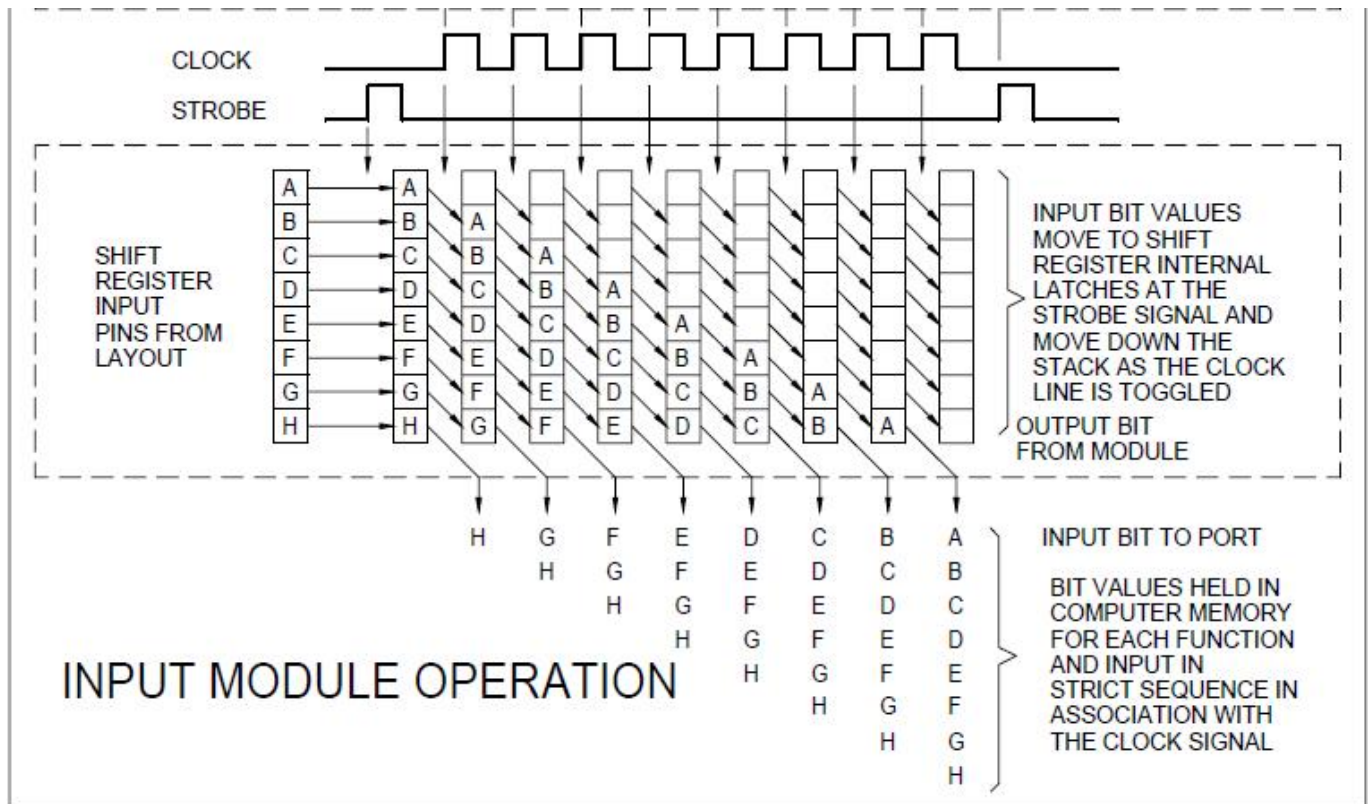 CLOCK
STROBE
SHIFT
REGISTER
INPUT
PINS FROM
LAYOUT
A A
B B A
C C B A
D D C B A
E E D C B A
F F E D C B A
G G F E D C B A
H H G F E D C B A
INPUT BIT VALUES
MOVE TO SHIFT
REGISTER INTERNAL
LATCHES AT THE
STROBE SIGNAL AND
MOVE DOWN THE
STACK AS THE CLOCK
LINE IS TOGGLED
OUTPUT BIT
FROM MODULE
H G F E D C B A
H G F E D C B
H G F E D C
H G F E D
H G F E
H G F
H G
H
INPUT BIT TO PORT
BIT VALUES HELD IN
COMPUTER MEMORY
FOR EACH FUNCTION
AND INPUT IN
STRICT SEQUENCE IN
ASSOCIATION WITH
THE CLOCK SIGNAL
INPUT MODULE OPERATION